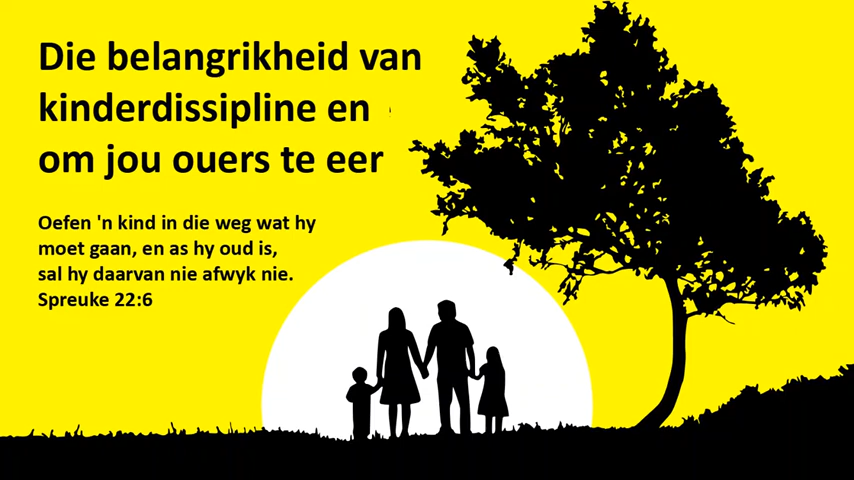 Die belangrikheid van
kinderdissipline en
om jou ouers te eer
Oefen 'n kind in die weg wat hy
moet gaan, en as hy oud is,
sal hy daarvan nie afwyk nie.
Spreuke 22:6